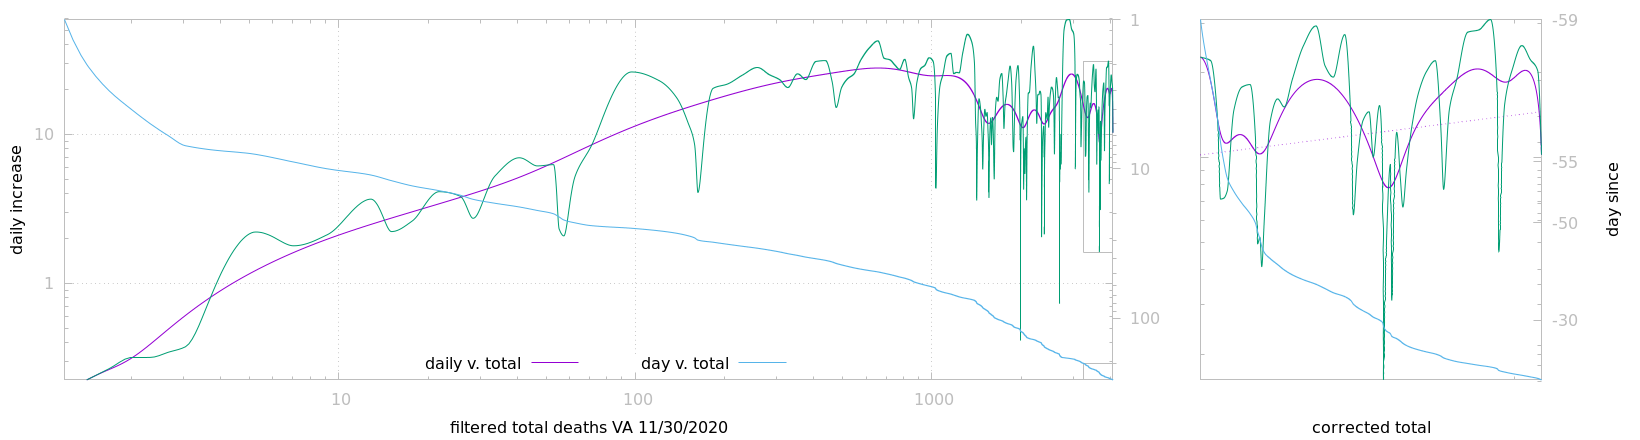 1
-59
10
10
-55
daily increase
day since
-50
1
100
-30
daily v. total
day v. total
10
100
1000
filtered total deaths VA 11/30/2020
corrected total